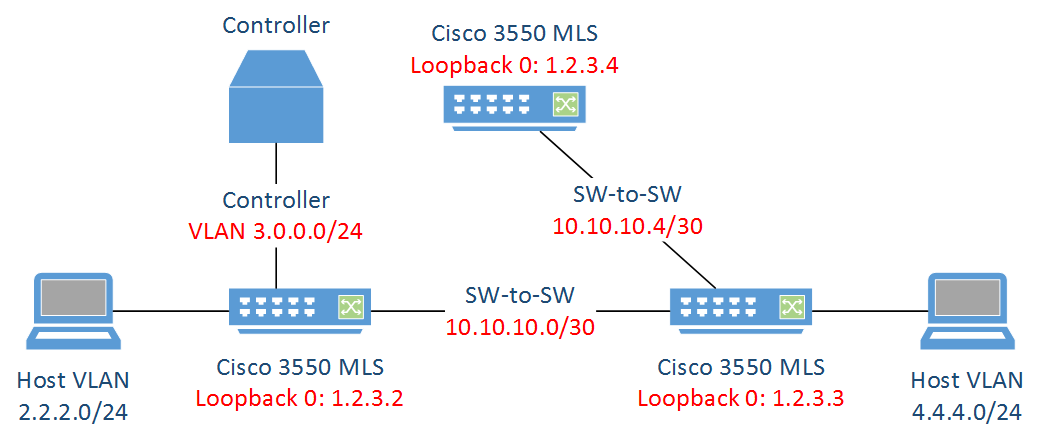 Controller
Cisco 3550 MLS
Loopback 0: 1.2.3.4
Controller
VLAN 3.0.0.0/24
SW-to-SW
10.10.10.4/30
SW-to-SW
10.10.10.0/30
Host VLAN
2.2.2.0/24
Cisco 3550 MLS
Loopback 0: 1.2.3.2
Cisco 3550 MLS
Loopback 0: 1.2.3.3
Host VLAN
4.4.4.0/24